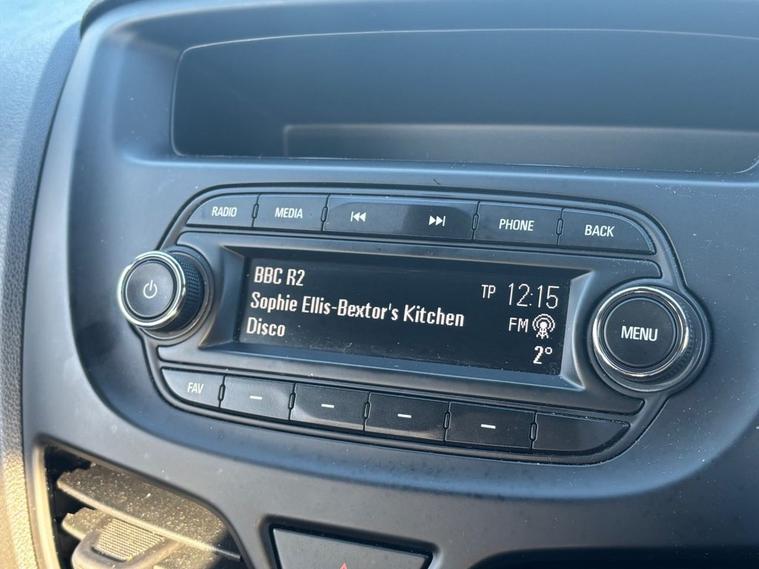 RADIO MEDIA PHONE BACK
BBC R2
TP 12:15
Sophie Ellis-Bextor's Kitchen
FM
Disco
2°
MENU
FAV